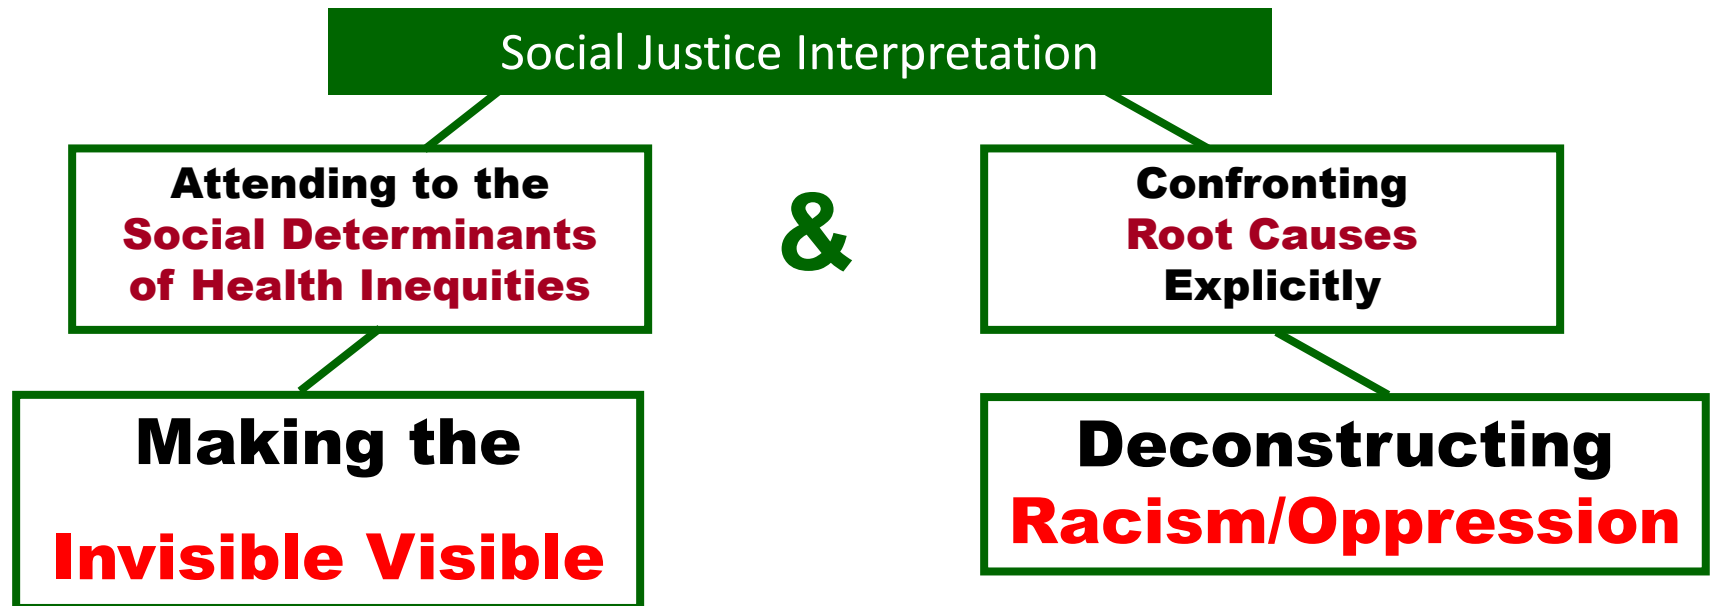 Social Justice Interpretation
Attending to the
Social Determinants
of Health Inequities
&
Confronting
Root Causes
Explicitly
Making the
Invisible Visible
Deconstructing
Racism/Oppression